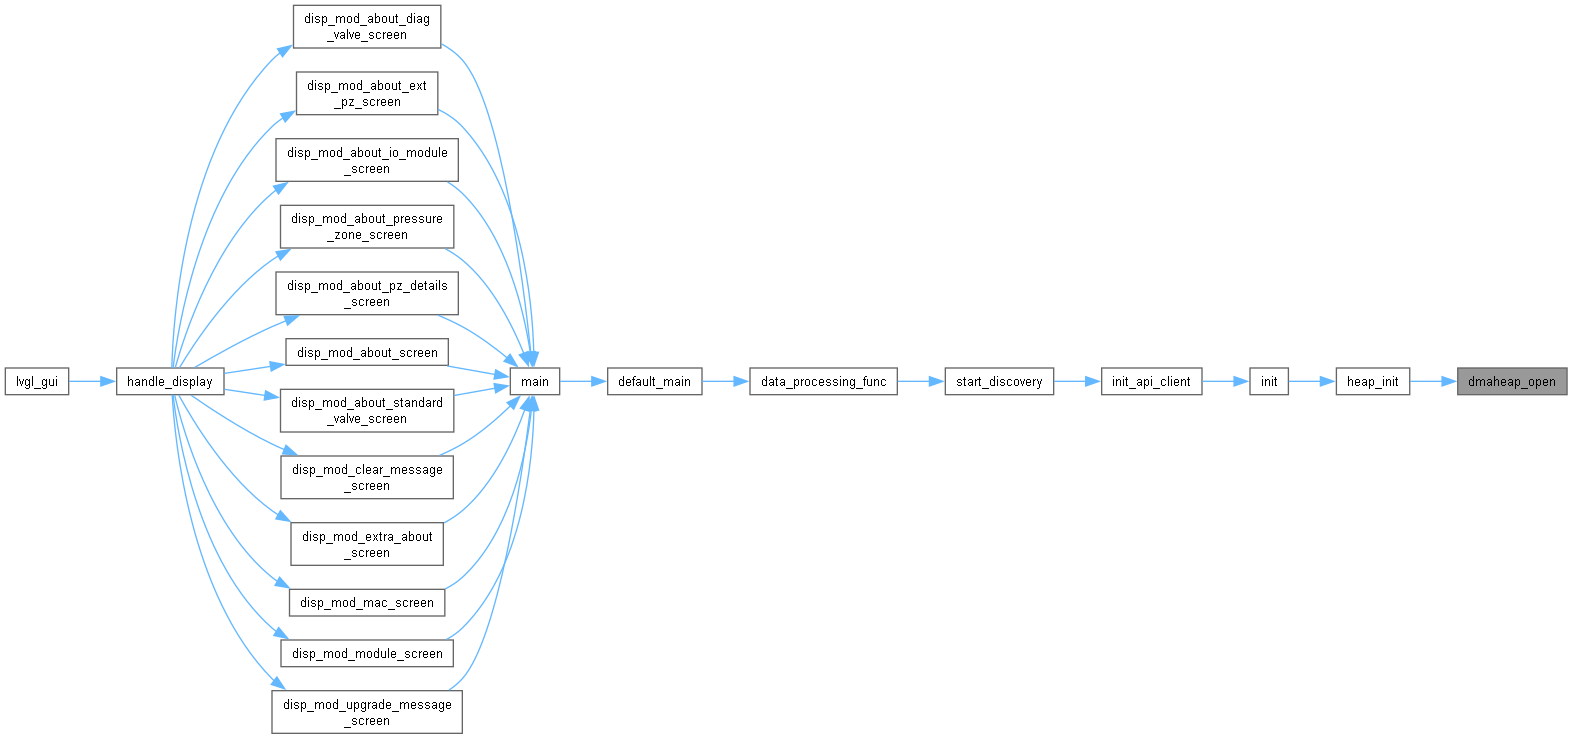 disp_mod_about_diag
_valve_screen
disp_mod_about_ext
_pz_screen
disp_mod_about_io_module
_screen
disp_mod_about_pressure
_zone_screen
disp_mod_about_pz_details
_screen
disp_mod_about_screen
lvgl_gui
handle_display
main
default_main
data_processing_func
start_discovery
init_api_client
init
heap_init
dmaheap_open
disp_mod_about_standard
_valve_screen
disp_mod_clear_message
_screen
disp_mod_extra_about
_screen
disp_mod_mac_screen
disp_mod_module_screen
disp_mod_upgrade_message
_screen